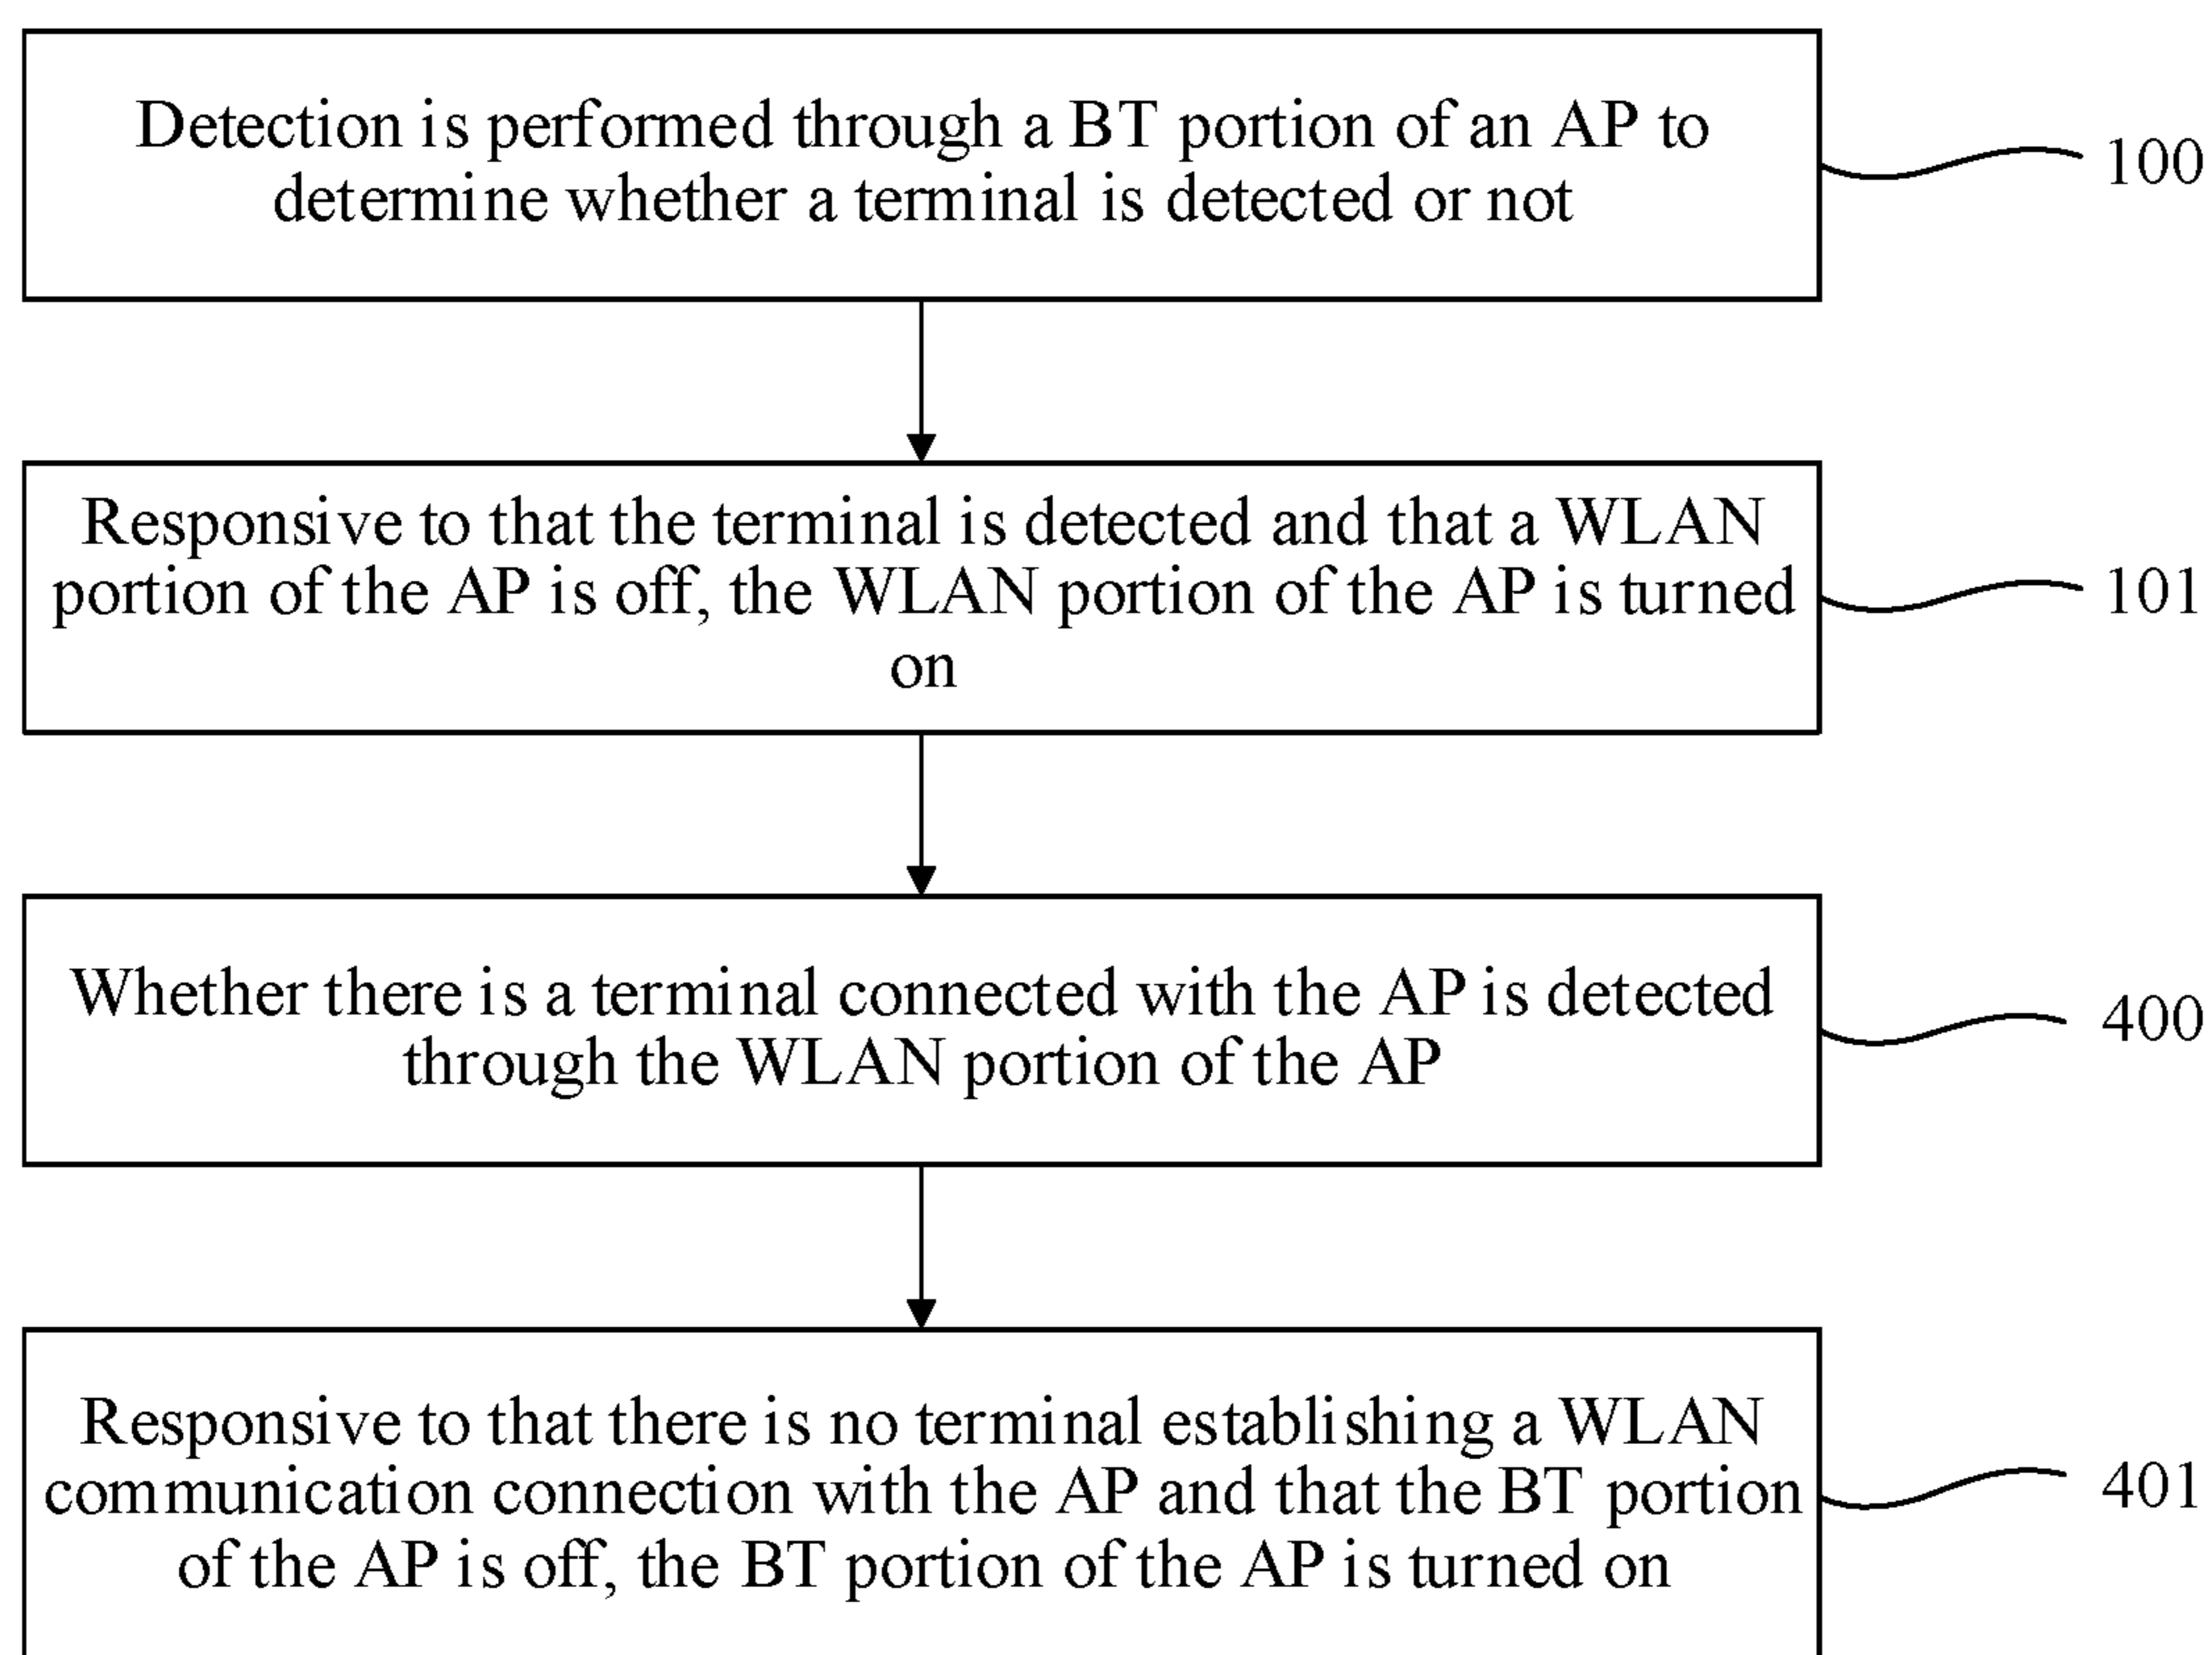 Detection is performed through a BT portion of an AP to
determine whether a terminal is detected or not
100
Responsive to that the terminal is detected and that a WLAN
portion of the AP is off, the WLAN portion of the AP is turned
on
101
Whether there is a terminal connected with the AP is detected
through the WLAN portion of the AP
400
Responsive to that there is no terminal establishing a WLAN
communication connection with the AP and that the BT portion
of the AP is off, the BT portion of the AP is turned on
401